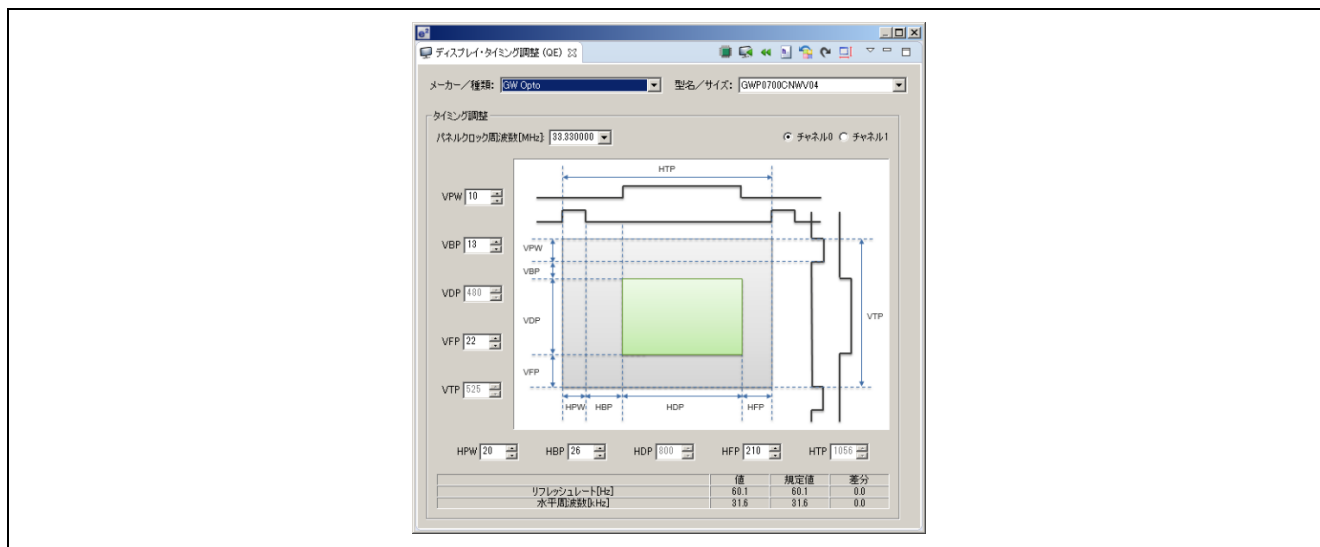 ディスプレイ・タイミング調整 (QE)
メーカー／種類: GW Opto 型名／サイズ: GWP0700CNWV04
タイミング調整
パネルクロック周波数[MHz]: 33.330000 チャネル0 チャネル1
HTP
VPW 10
VBP 13
VDP 480
VFP 22
VTP 525
VPW
VBP
VDP
VFP
VTP
HPW HBP HDP HFP
HPW 20 HBP 26 HDP 800 HFP 210 HTP 1056
値 規定値 差分
リフレッシュレート[Hz] 60.1 60.1 0.0
水平周波数[kHz] 31.6 31.6 0.0